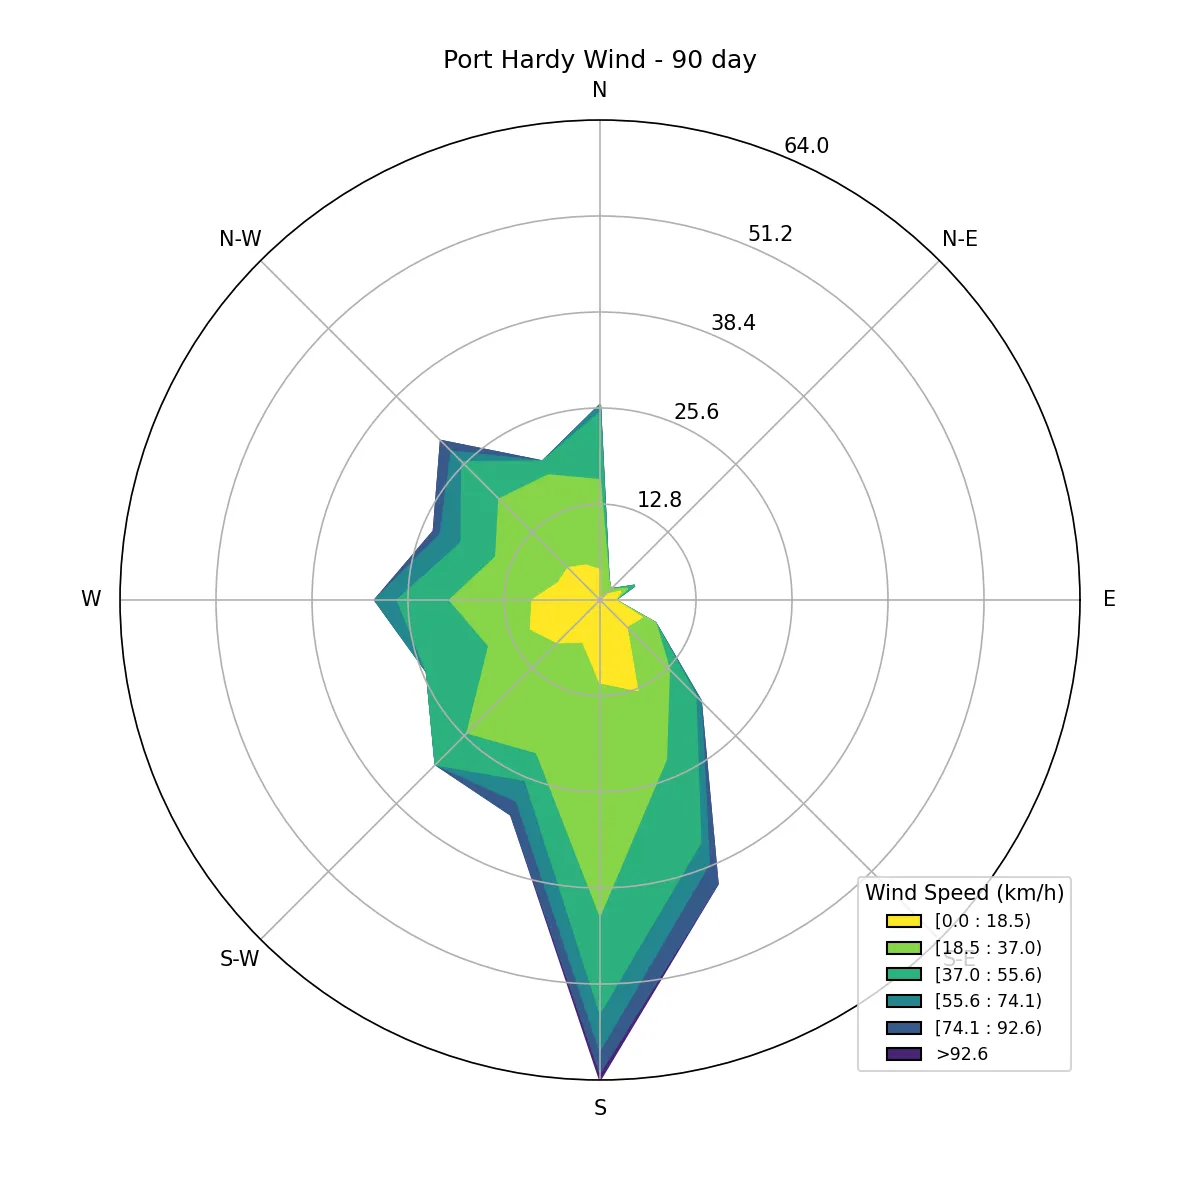 Port Hardy Wind - 90 day
N
64.0
N-W
51.2
N-E
38.4
25.6
12.8
W
E
S-W
S-E
S
Wind Speed (km/h)
[0.0 : 18.5)
[18.5 : 37.0)
[37.0 : 55.6)
[55.6 : 74.1)
[74.1 : 92.6)
>92.6